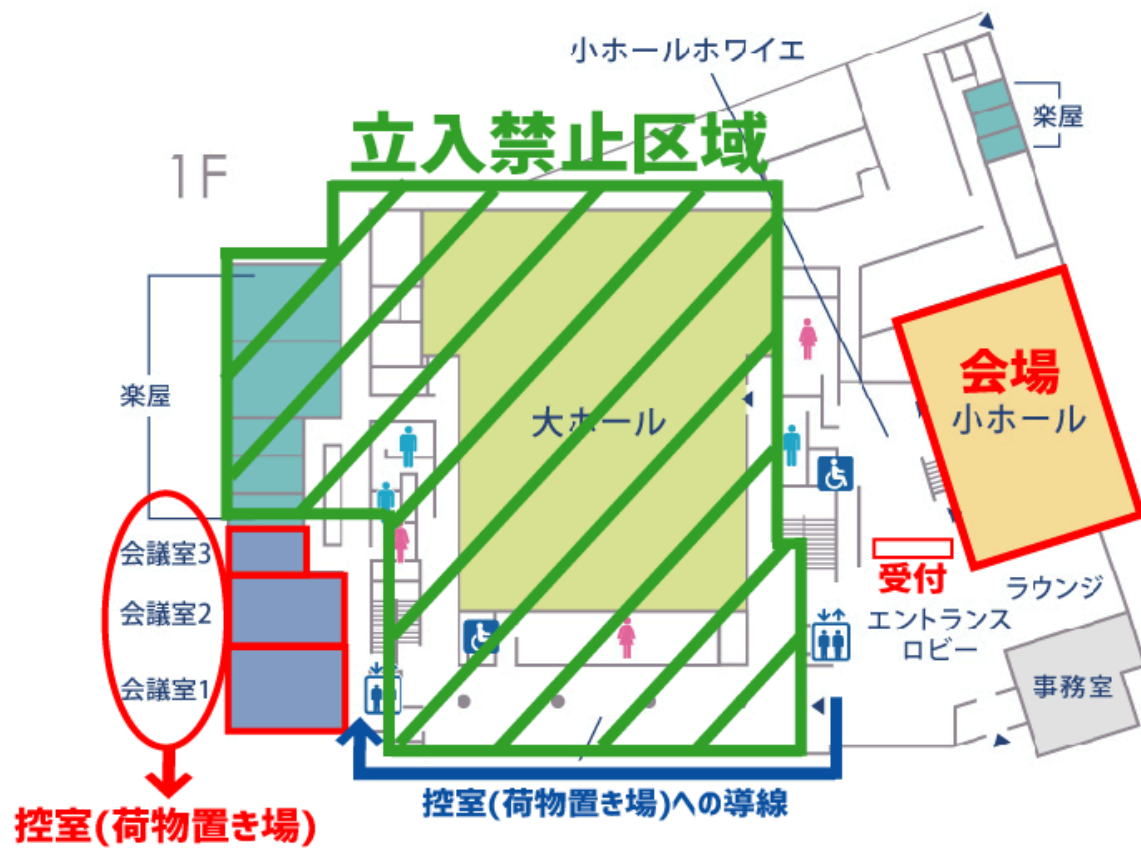 小ホールホワイエ
楽屋
立入禁止区域
1F
会場
小ホール
楽屋
大ホール
会議室3
会議室2
会議室1
受付
ラウンジ
エントランス
ロビー
事務室
控室(荷物置き場)への導線
控室(荷物置き場)